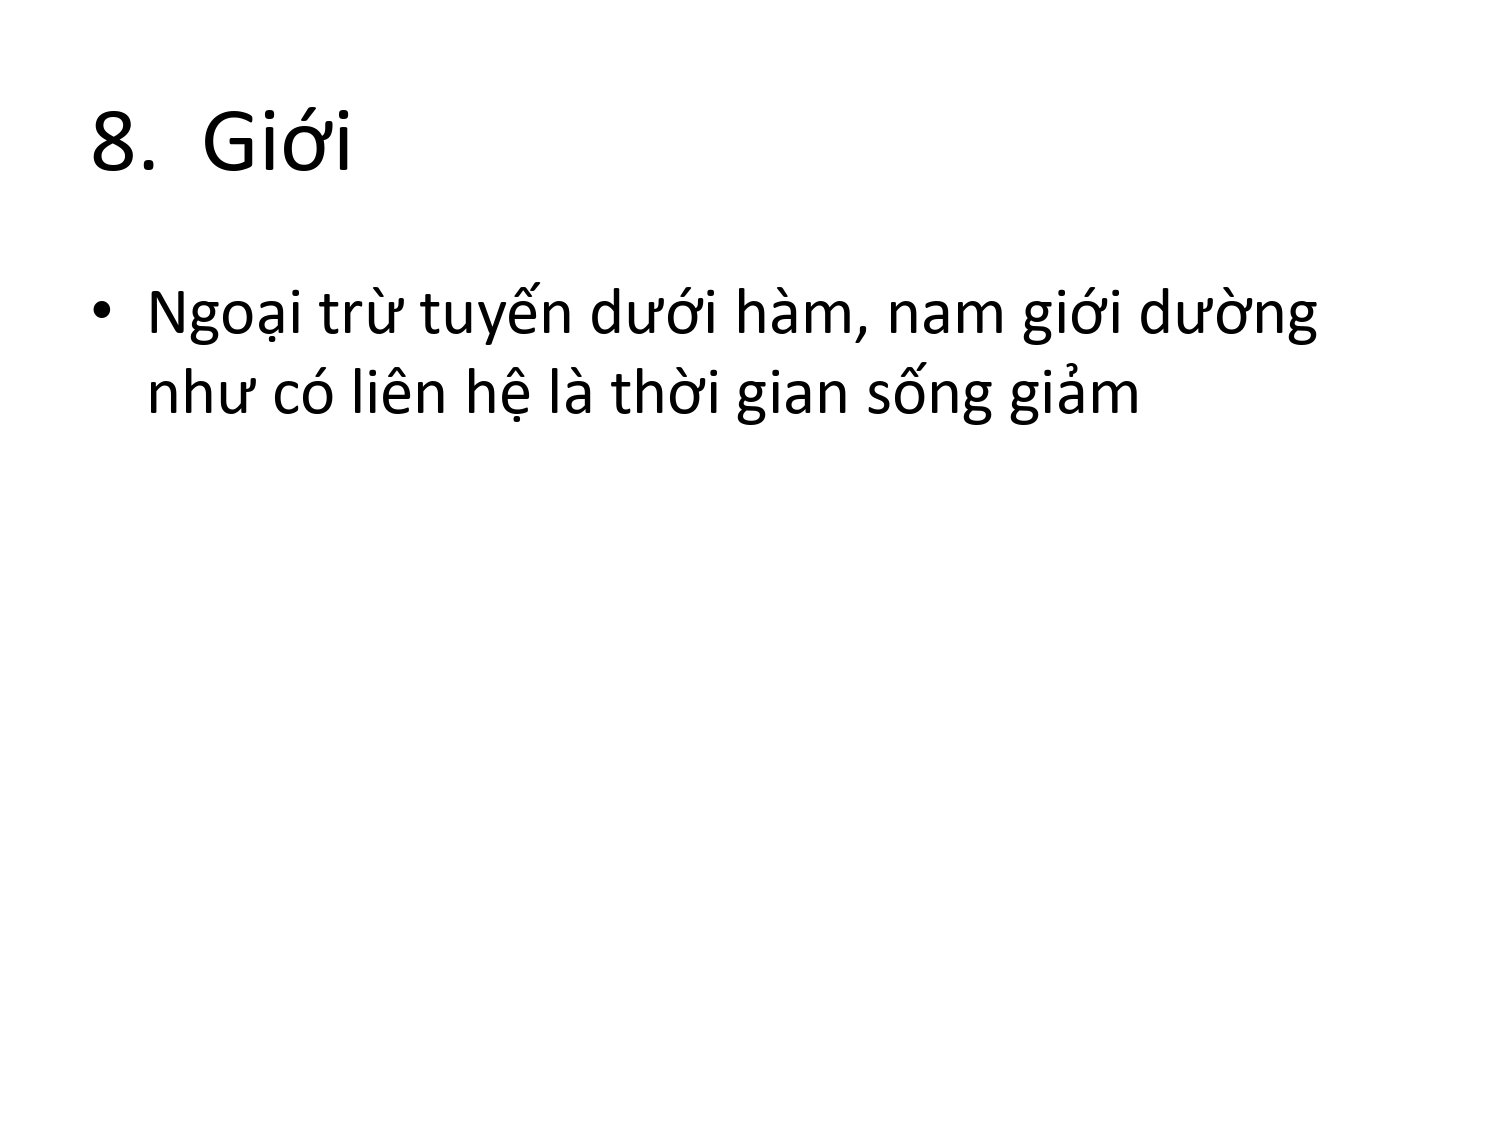 8. Giới
• Ngoại trừ tuyến dưới hàm, nam giới dường
như có liên hệ là thời gian sống giảm